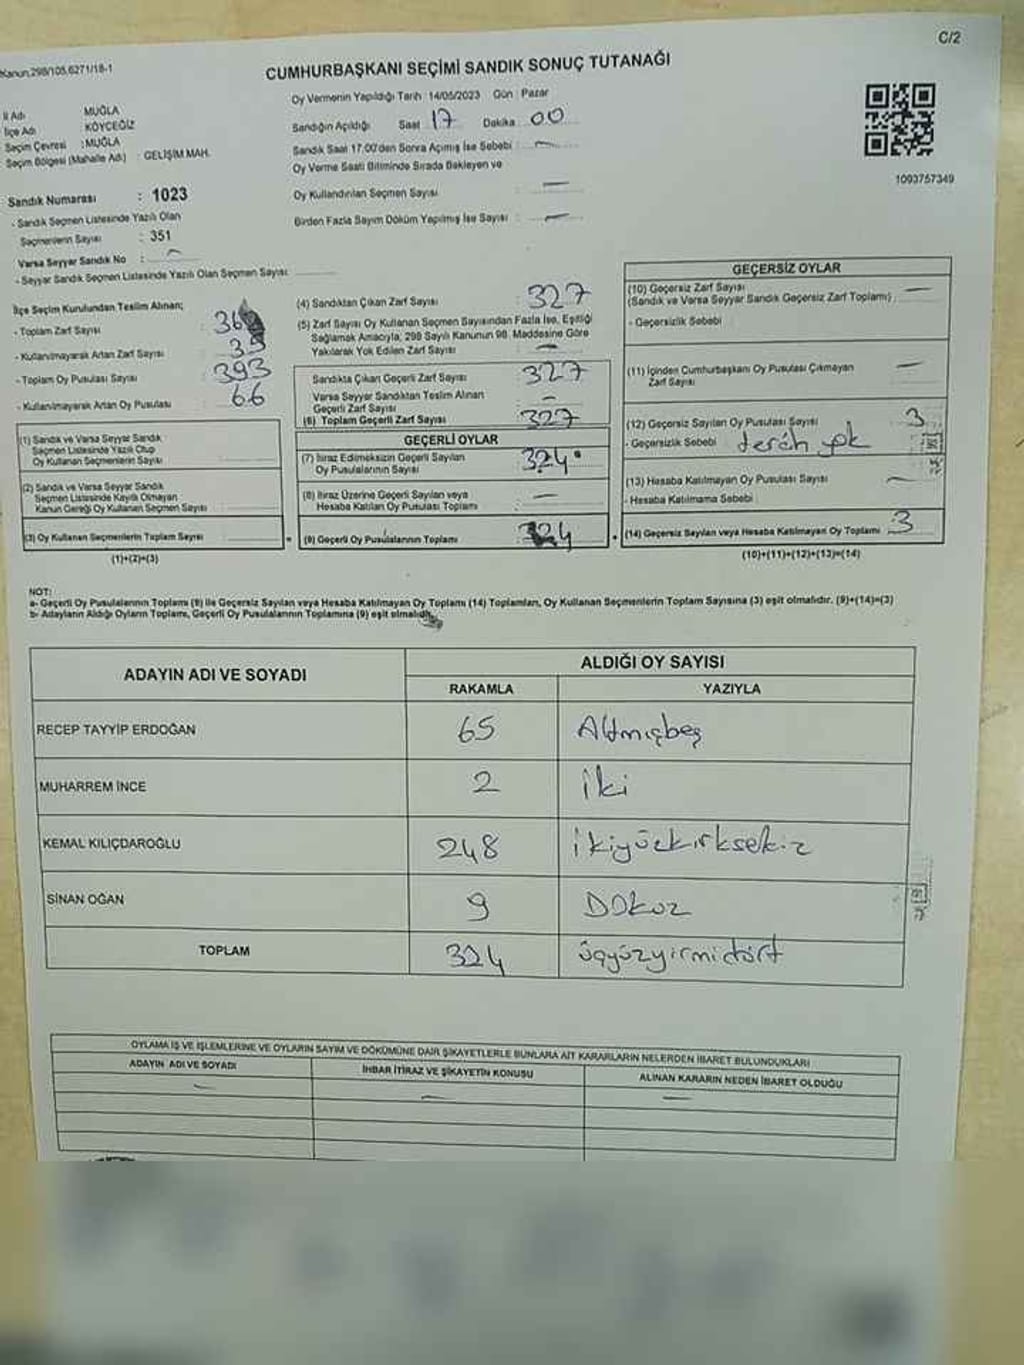 C/2
Kanun,298/105,6271/18-1
CUMHURBAŞKANI SEÇİMİ SANDIK SONUÇ TUTANAĞI
İl Adı MUĞLA
İlçe Adı KÖYCEĞİZ
Seçim Çevresi : MUĞLA
Seçim Bölgesi (Mahalle Adı) : GELİŞİM MAH.
Sandık Numarası : 1023
- Sandık Seçmen Listesinde Yazılı Olan
Seçmenlerin Sayısı : 351
Varsa Seyyar Sandık No :
- Seyyar Sandık Seçmen Listesinde Yazılı Olan Seçmen Sayısı:
Oy Vermenin Yapıldığı Tarih : 14/05/2023 Gün : Pazar
Sandığın Açıldığı Saat 17 Dakika 00
Sandık Saat 17:00'den Sonra Açımış İse Sebebi : —
Oy Verme Saati Bitiminde Sırada Bekleyen ve
Oy Kullandırılan Seçmen Sayısı : —
Birden Fazla Sayım Döküm Yapılmış İse Sayısı : —
1093757349
İlçe Seçim Kurulundan Teslim Alınan;
- Toplam Zarf Sayısı :
- Kullanılmayarak Artan Zarf Sayısı :
- Toplam Oy Pusulası Sayısı : 393
- Kullanılmayarak Artan Oy Pusulası : 66
(1) Sandık ve Varsa Seyyar Sandık
Seçmen Listesinde Yazılı Olup
Oy Kullanan Seçmenlerin Sayısı
(2) Sandık ve Varsa Seyyar Sandık
Seçmen Listesinde Kayıtlı Olmayan
Kanun Gereği Oy Kullanan Seçmen Sayısı
(3) Oy Kullanan Seçmenlerin Toplam Sayısı
(1)+(2)=(3)
(4) Sandıktan Çıkan Zarf Sayısı : 327
(5) Zarf Sayısı Oy Kullanan Seçmen Sayısından Fazla İse, Eşitliği
Sağlamak Amacıyla; 298 Sayılı Kanunun 98. Maddesine Göre
Yakılarak Yok Edilen Zarf Sayısı : —
Sandıkta Çıkan Geçerli Zarf Sayısı : 327
Varsa Seyyar Sandıktan Teslim Alınan
Geçerli Zarf Sayısı : —
(6) Toplam Geçerli Zarf Sayısı : 327
GEÇERLİ OYLAR
(7) İtiraz Edilmeksizin Geçerli Sayılan
Oy Pusulalarının Sayısı : 324
(8) İtiraz Üzerine Geçerli Sayılan veya
Hesaba Katılan Oy Pusulası Toplamı : —
(9) Geçerli Oy Pusulalarının Toplamı : 324
GEÇERSİZ OYLAR
(10) Geçersiz Zarf Sayısı —
(Sandık ve Varsa Seyyar Sandık Geçersiz Zarf Toplamı)
- Geçersizlik Sebebi
(11) İçinden Cumhurbaşkanı Oy Pusulası Çıkmayan —
Zarf Sayısı
(12) Geçersiz Sayılan Oy Pusulası Sayısı : 3
- Geçersizlik Sebebi : tercih yok
(13) Hesaba Katılmayan Oy Pusulası Sayısı —
- Hesaba Katılmama Sebebi
(14) Geçersiz Sayılan veya Hesaba Katılmayan Oy Toplamı : 3
(10)+(11)+(12)+(13)=(14)
NOT:
a- Geçerli Oy Pusulalarının Toplamı (9) ile Geçersiz Sayılan veya Hesaba Katılmayan Oy Toplamı (14) Toplamları, Oy Kullanan Seçmenlerin Toplam Sayısına (3) eşit olmalıdır. (9)+(14)=(3)
b- Adayların Aldığı Oyların Toplamı, Geçerli Oy Pusulalarının Toplamına (9) eşit olmalıdır.
ADAYIN ADI VE SOYADI ALDIĞI OY SAYISI
RAKAMLA YAZIYLA
RECEP TAYYİP ERDOĞAN 65 Altmışbeş
MUHARREM İNCE 2 iki
KEMAL KILIÇDAROĞLU 248 ikiyüzkırksekiz
SİNAN OĞAN 9 Dokuz
TOPLAM 324 üçyüzyirmidört
OYLAMA İŞ VE İŞLEMLERİNE VE OYLARIN SAYIM VE DÖKÜMÜNE DAİR ŞİKAYETLERLE BUNLARA AİT KARARLARIN NELERDEN İBARET BULUNDUKLARI
ADAYIN ADI VE SOYADI İHBAR İTİRAZ VE ŞİKAYETİN KONUSU ALINAN KARARIN NEDEN İBARET OLDUĞU
— — —